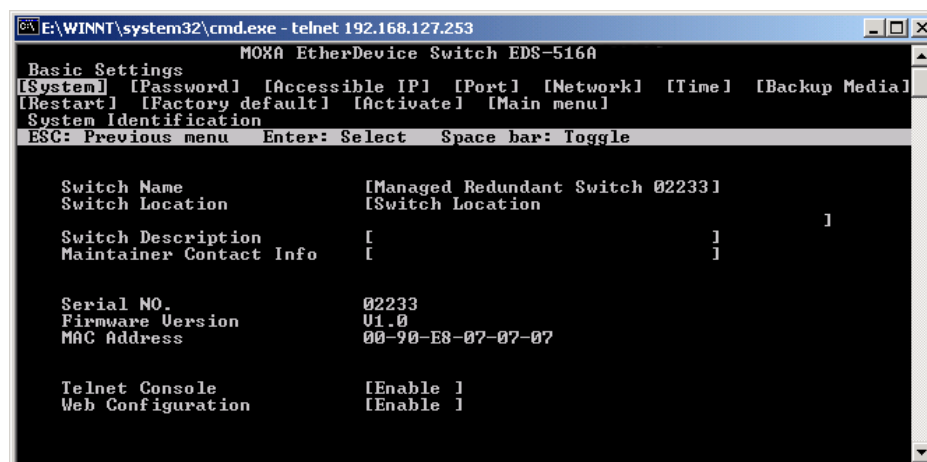 E:\WINNT\system32\cmd.exe - telnet 192.168.127.253
MOXA EtherDevice Switch EDS-516A
Basic Settings
[System] [Password] [Accessible IP] [Port] [Network] [Time] [Backup Media]
[Restart] [Factory default] [Activate] [Main menu]
System Identification
ESC: Previous menu Enter: Select Space bar: Toggle
Switch Name [Managed Redundant Switch 02233]
Switch Location [Switch Location
]
Switch Description [ ]
Maintainer Contact Info [ ]
Serial NO. 02233
Firmware Version V1.0
MAC Address 00-90-E8-07-07-07
Telnet Console [Enable ]
Web Configuration [Enable ]